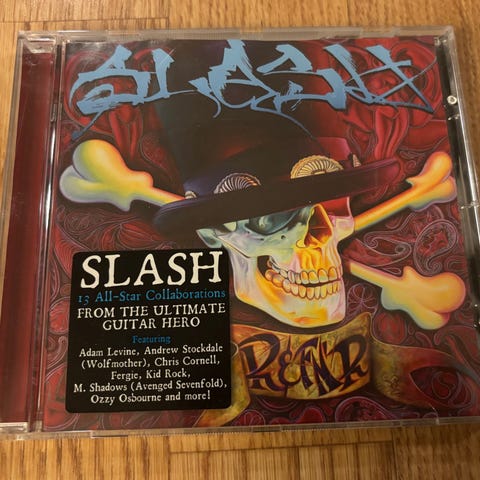 SLASH
SLASH
13 All-Star Collaborations
FROM THE ULTIMATE
GUITAR HERO
Featuring
Adam Levine, Andrew Stockdale
(Wolfmother), Chris Cornell,
Fergie, Kid Rock,
M. Shadows (Avenged Sevenfold),
Ozzy Osbourne and more!
R&FN'R